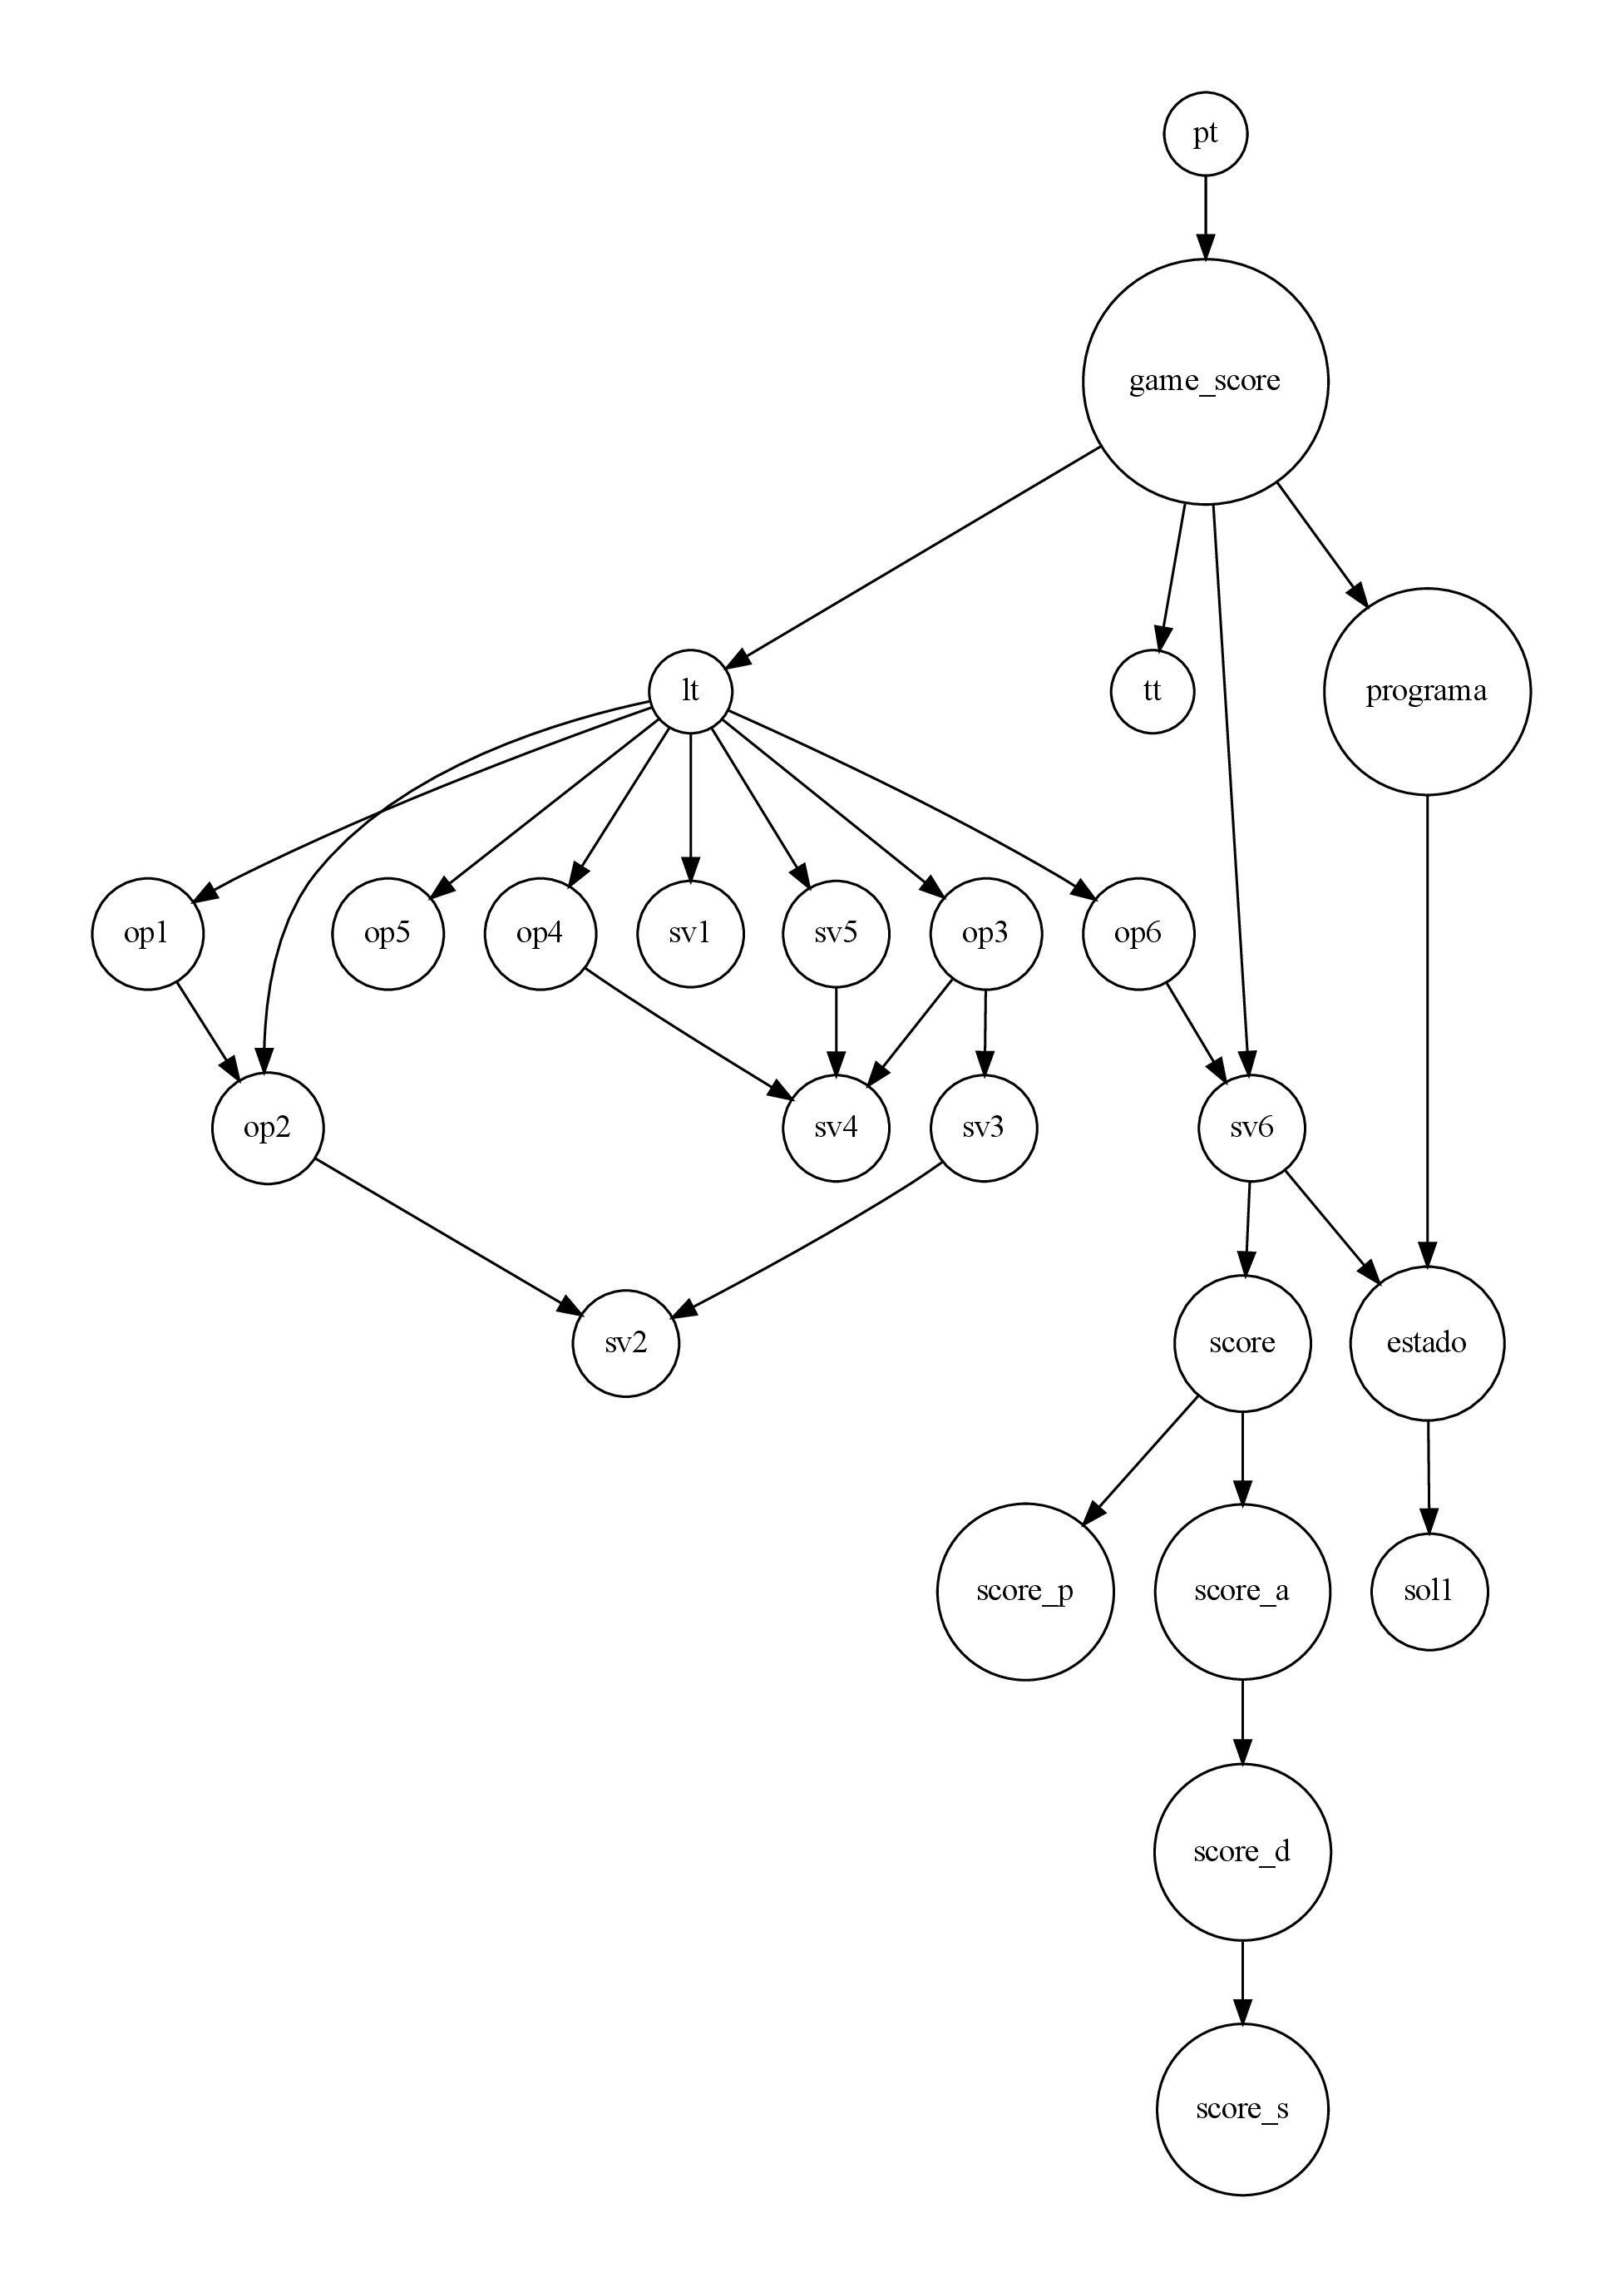 pt
game_score
lt
tt
programa
op1
op5
op4
sv1
sv5
op3
op6
op2
sv4
sv3
sv6
sv2
score
estado
score_p
score_a
sol1
score_d
score_s